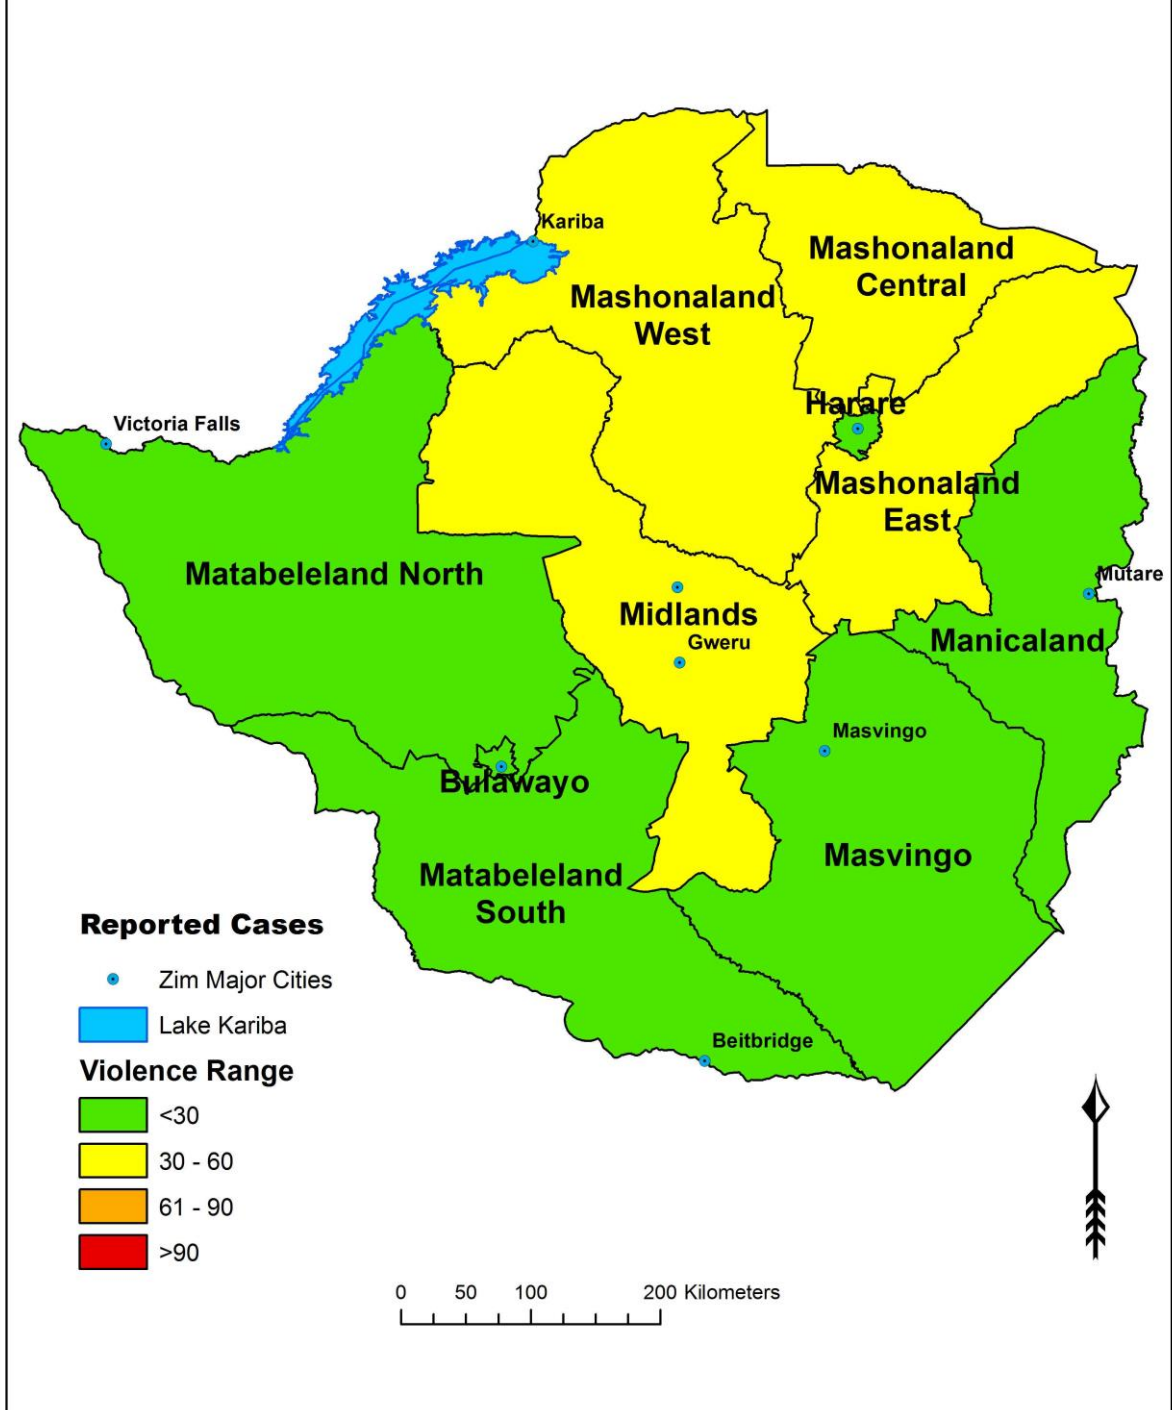 Kariba
Mashonaland
Central
Mashonaland
West
Harare
Victoria Falls
Mashonaland
East
Matabeleland North
Mutare
Midlands
Gweru
Manicaland
Masvingo
Bulawayo
Masvingo
Matabeleland
South
Beitbridge
Reported Cases
Zim Major Cities
Lake Kariba
Violence Range
<30
30 - 60
61 - 90
>90
0 50 100 200 Kilometers